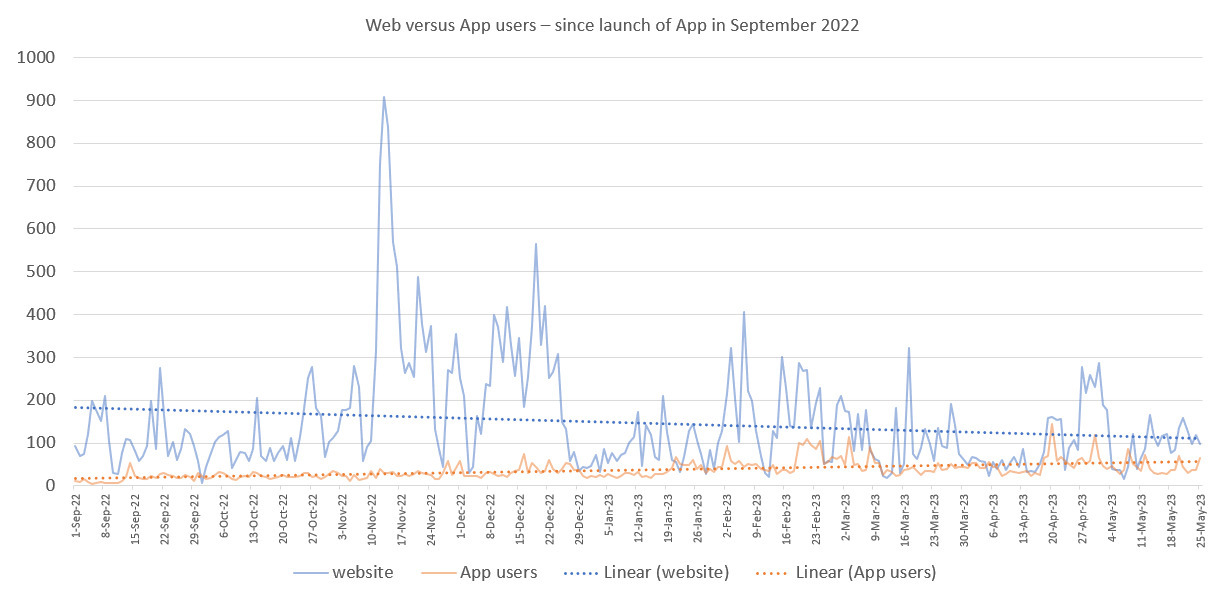 Web versus App users – since launch of App in September 2022
1000
900
800
700
600
500
400
300
200
100
0
1-Sep-22
8-Sep-22
15-Sep-22
22-Sep-22
29-Sep-22
6-Oct-22
13-Oct-22
20-Oct-22
27-Oct-22
3-Nov-22
10-Nov-22
17-Nov-22
24-Nov-22
1-Dec-22
8-Dec-22
15-Dec-22
22-Dec-22
29-Dec-22
5-Jan-23
12-Jan-23
19-Jan-23
26-Jan-23
2-Feb-23
9-Feb-23
16-Feb-23
23-Feb-23
2-Mar-23
9-Mar-23
16-Mar-23
23-Mar-23
30-Mar-23
6-Apr-23
13-Apr-23
20-Apr-23
27-Apr-23
4-May-23
11-May-23
18-May-23
25-May-23
website App users Linear (website) Linear (App users)